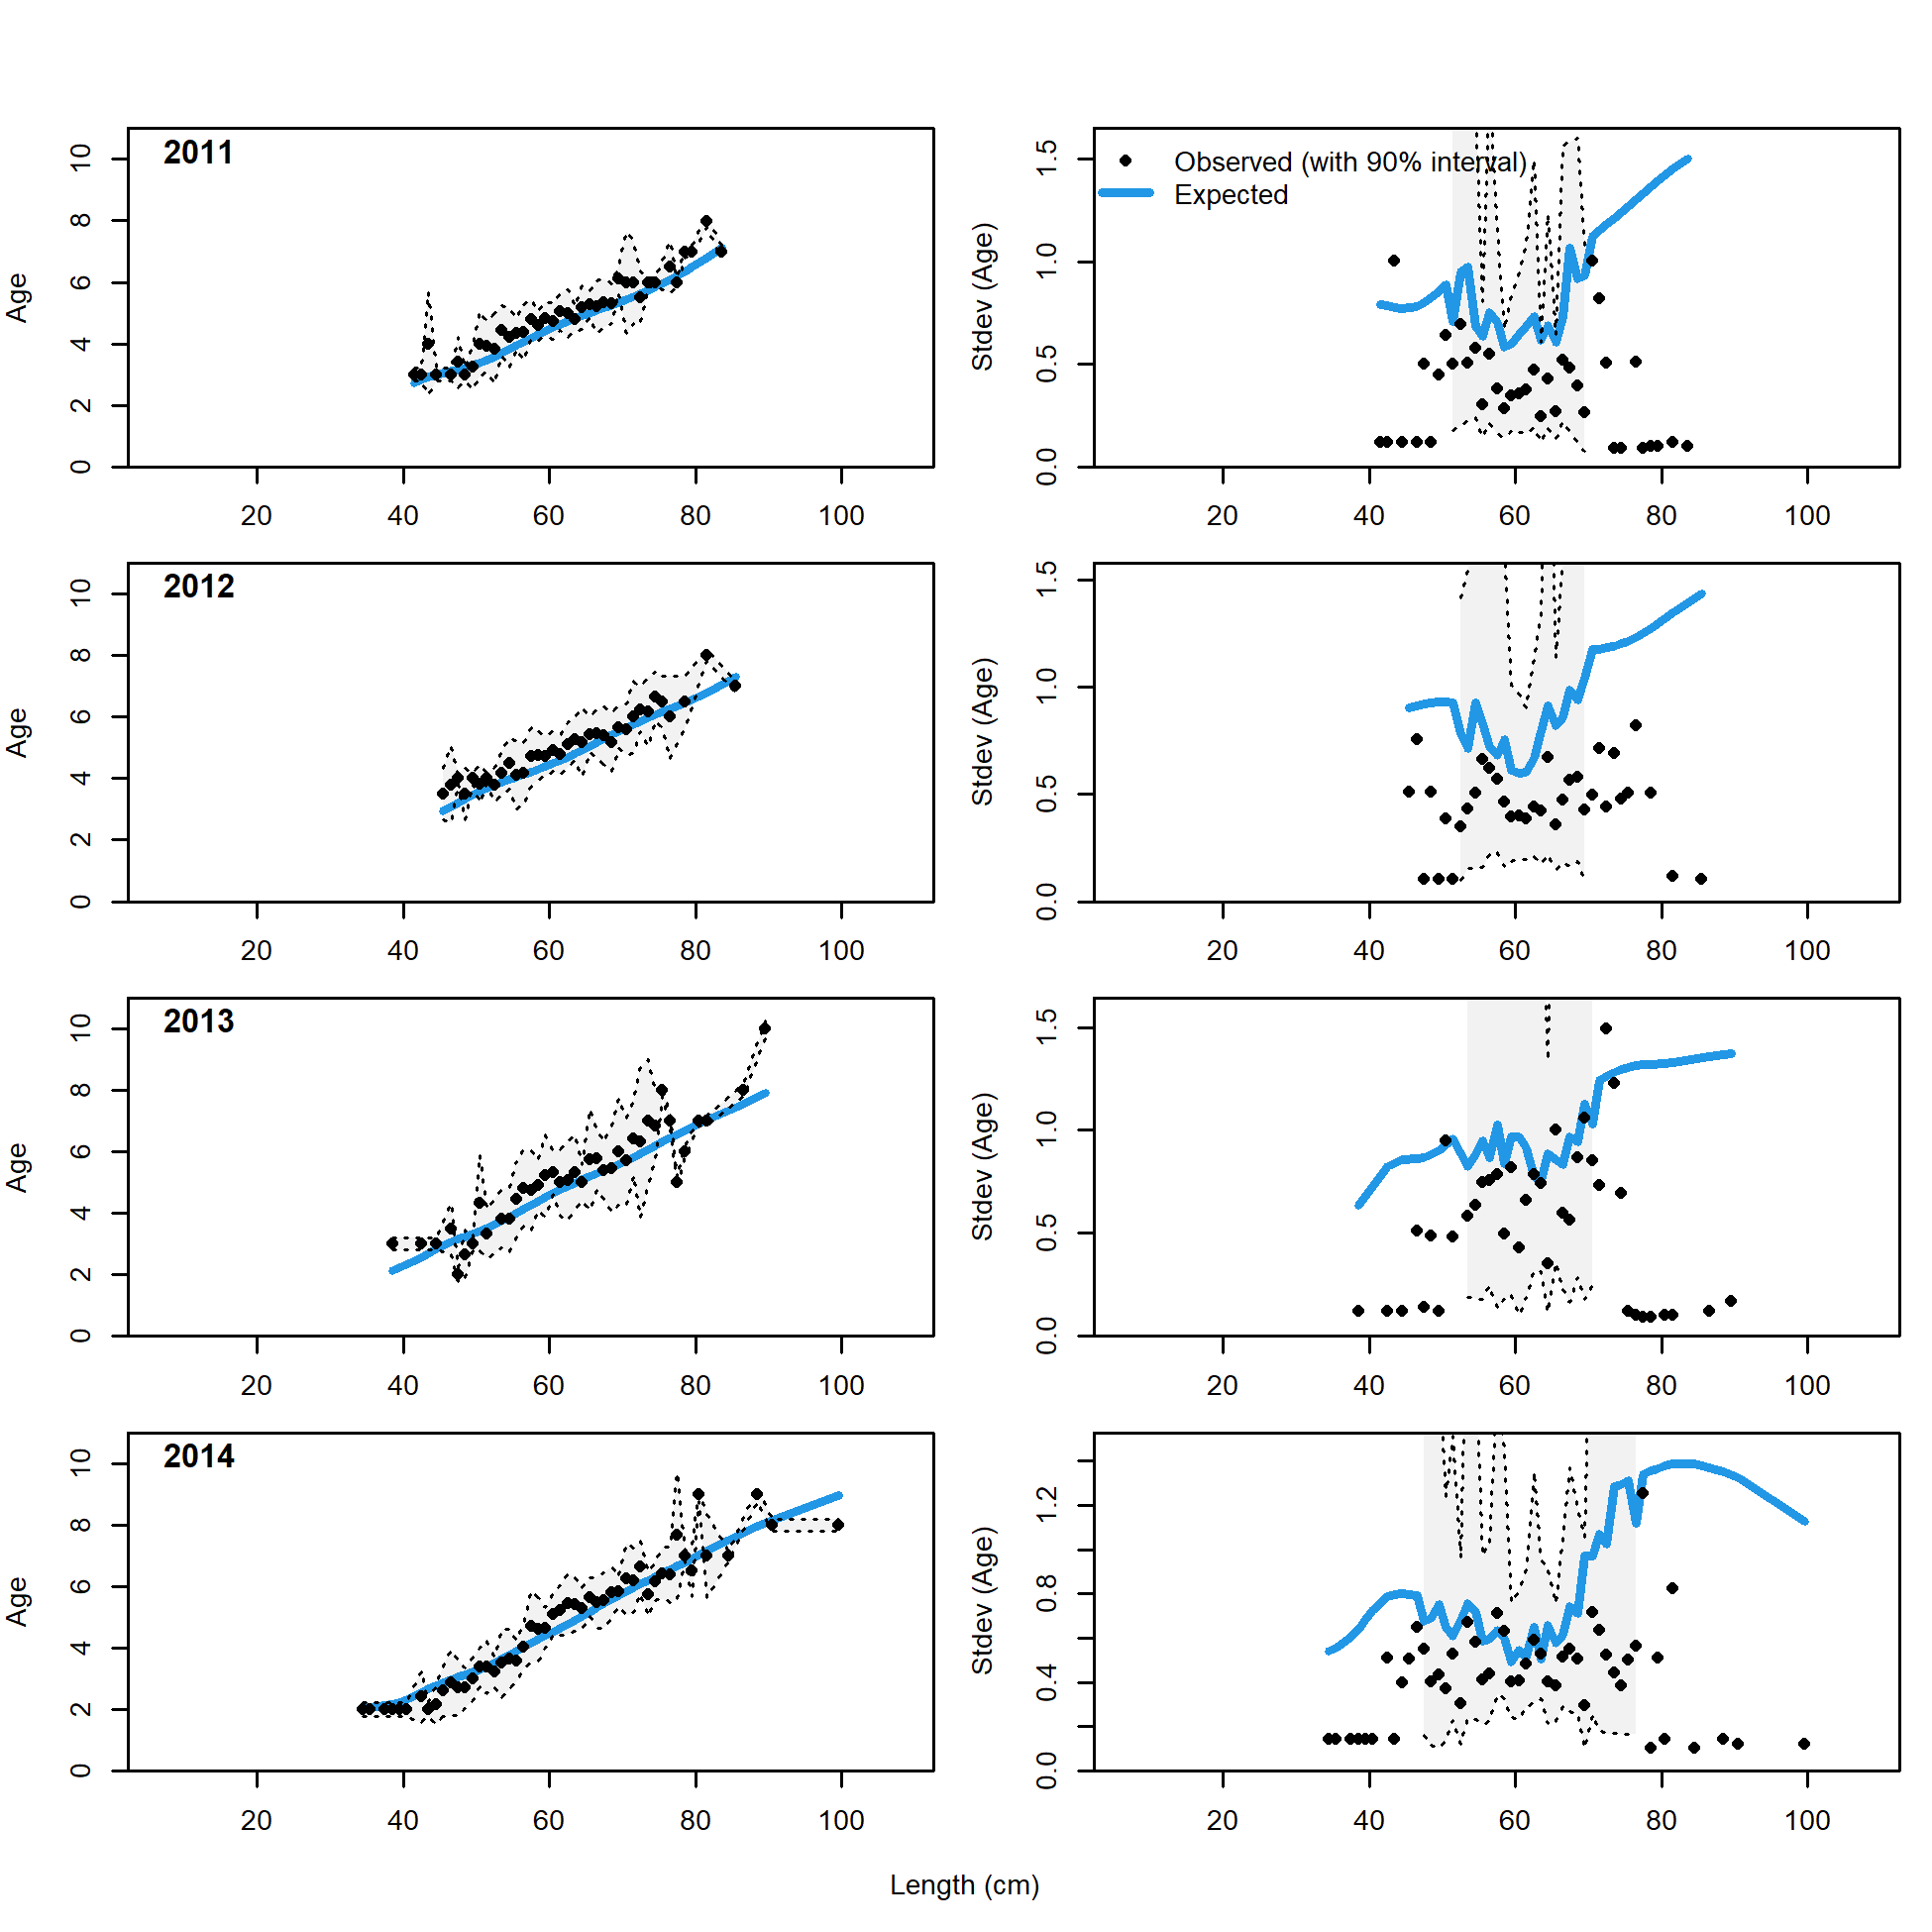 2011
Age
0 2 4 6 8 10
20 40 60 80 100
Observed (with 90% interval)
Expected
Stdev (Age)
0.0 0.5 1.0 1.5
20 40 60 80 100
2012
Age
0 2 4 6 8 10
20 40 60 80 100
Stdev (Age)
0.0 0.5 1.0 1.5
20 40 60 80 100
2013
Age
0 2 4 6 8 10
20 40 60 80 100
Stdev (Age)
0.0 0.5 1.0 1.5
20 40 60 80 100
2014
Age
0 2 4 6 8 10
20 40 60 80 100
Stdev (Age)
0.0 0.4 0.8 1.2
20 40 60 80 100
Length (cm)